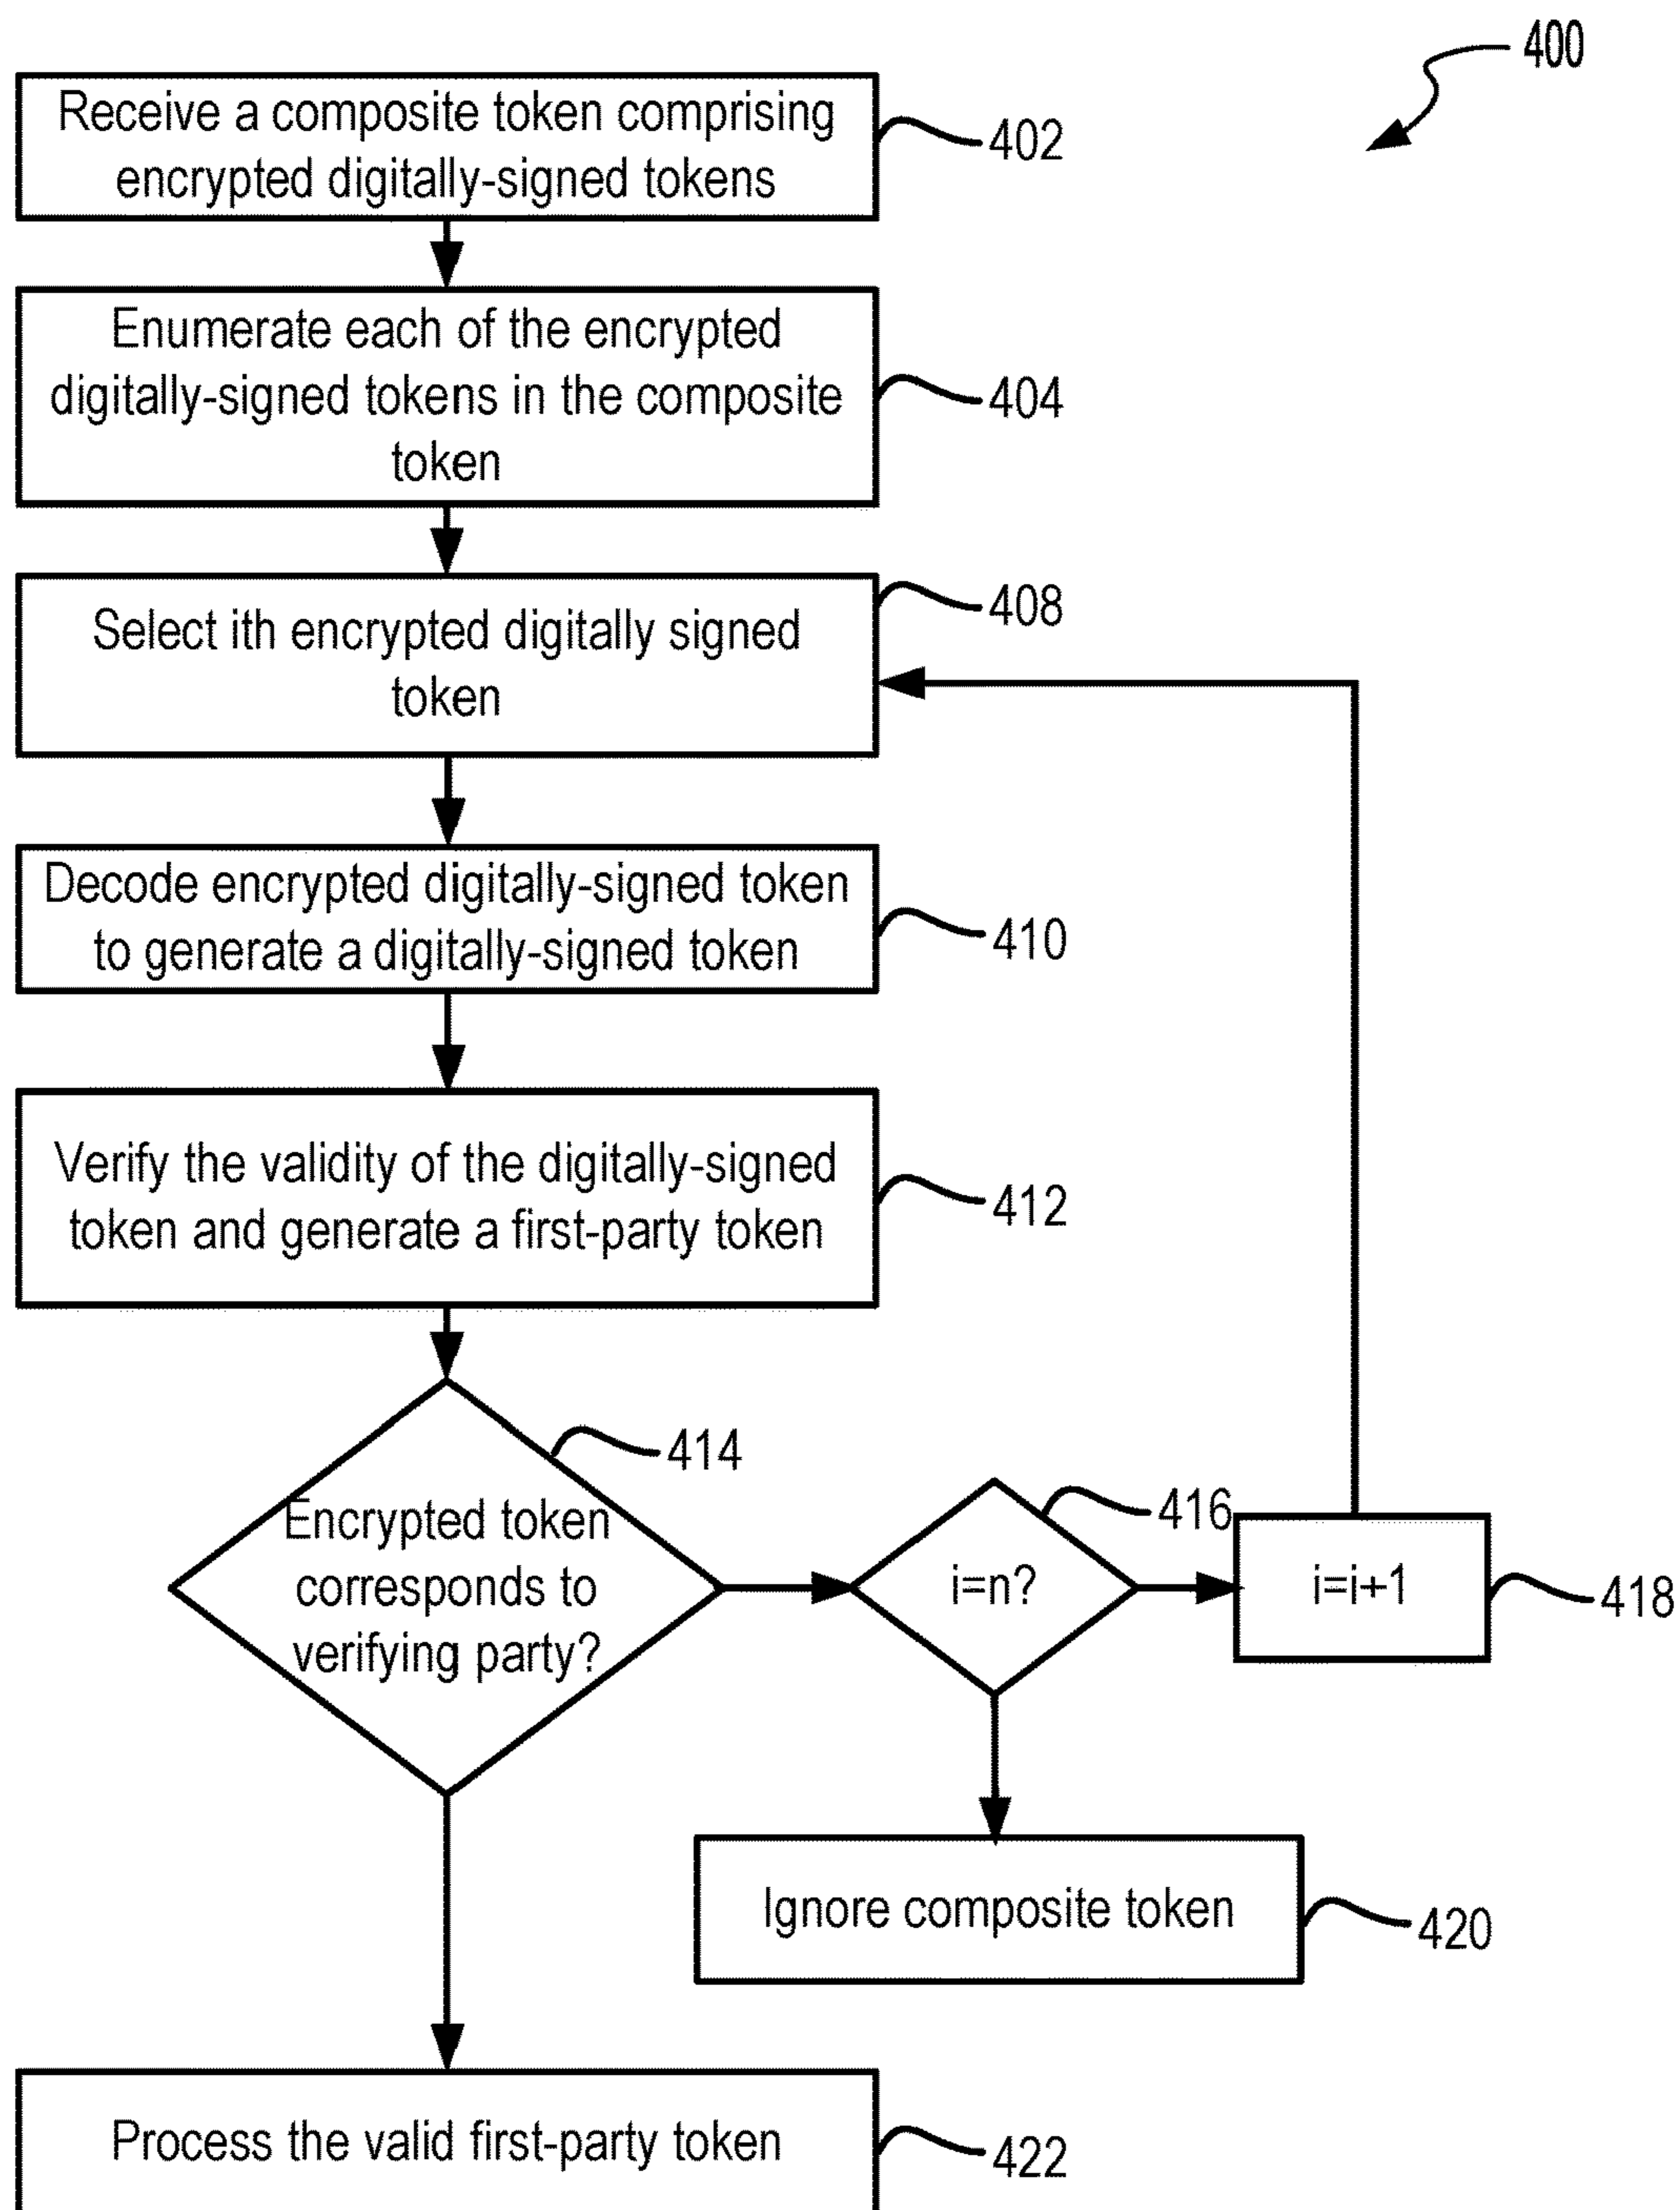 400
Receive a composite token comprising
encrypted digitally-signed tokens
402
Enumerate each of the encrypted
digitally-signed tokens in the composite
token
404
Select ith encrypted digitally signed
token
408
Decode encrypted digitally-signed token
to generate a digitally-signed token
410
Verify the validity of the digitally-signed
token and generate a first-party token
412
Encrypted token
corresponds to
verifying party?
414
i=n?
416
i=i+1
418
Ignore composite token
420
Process the valid first-party token
422